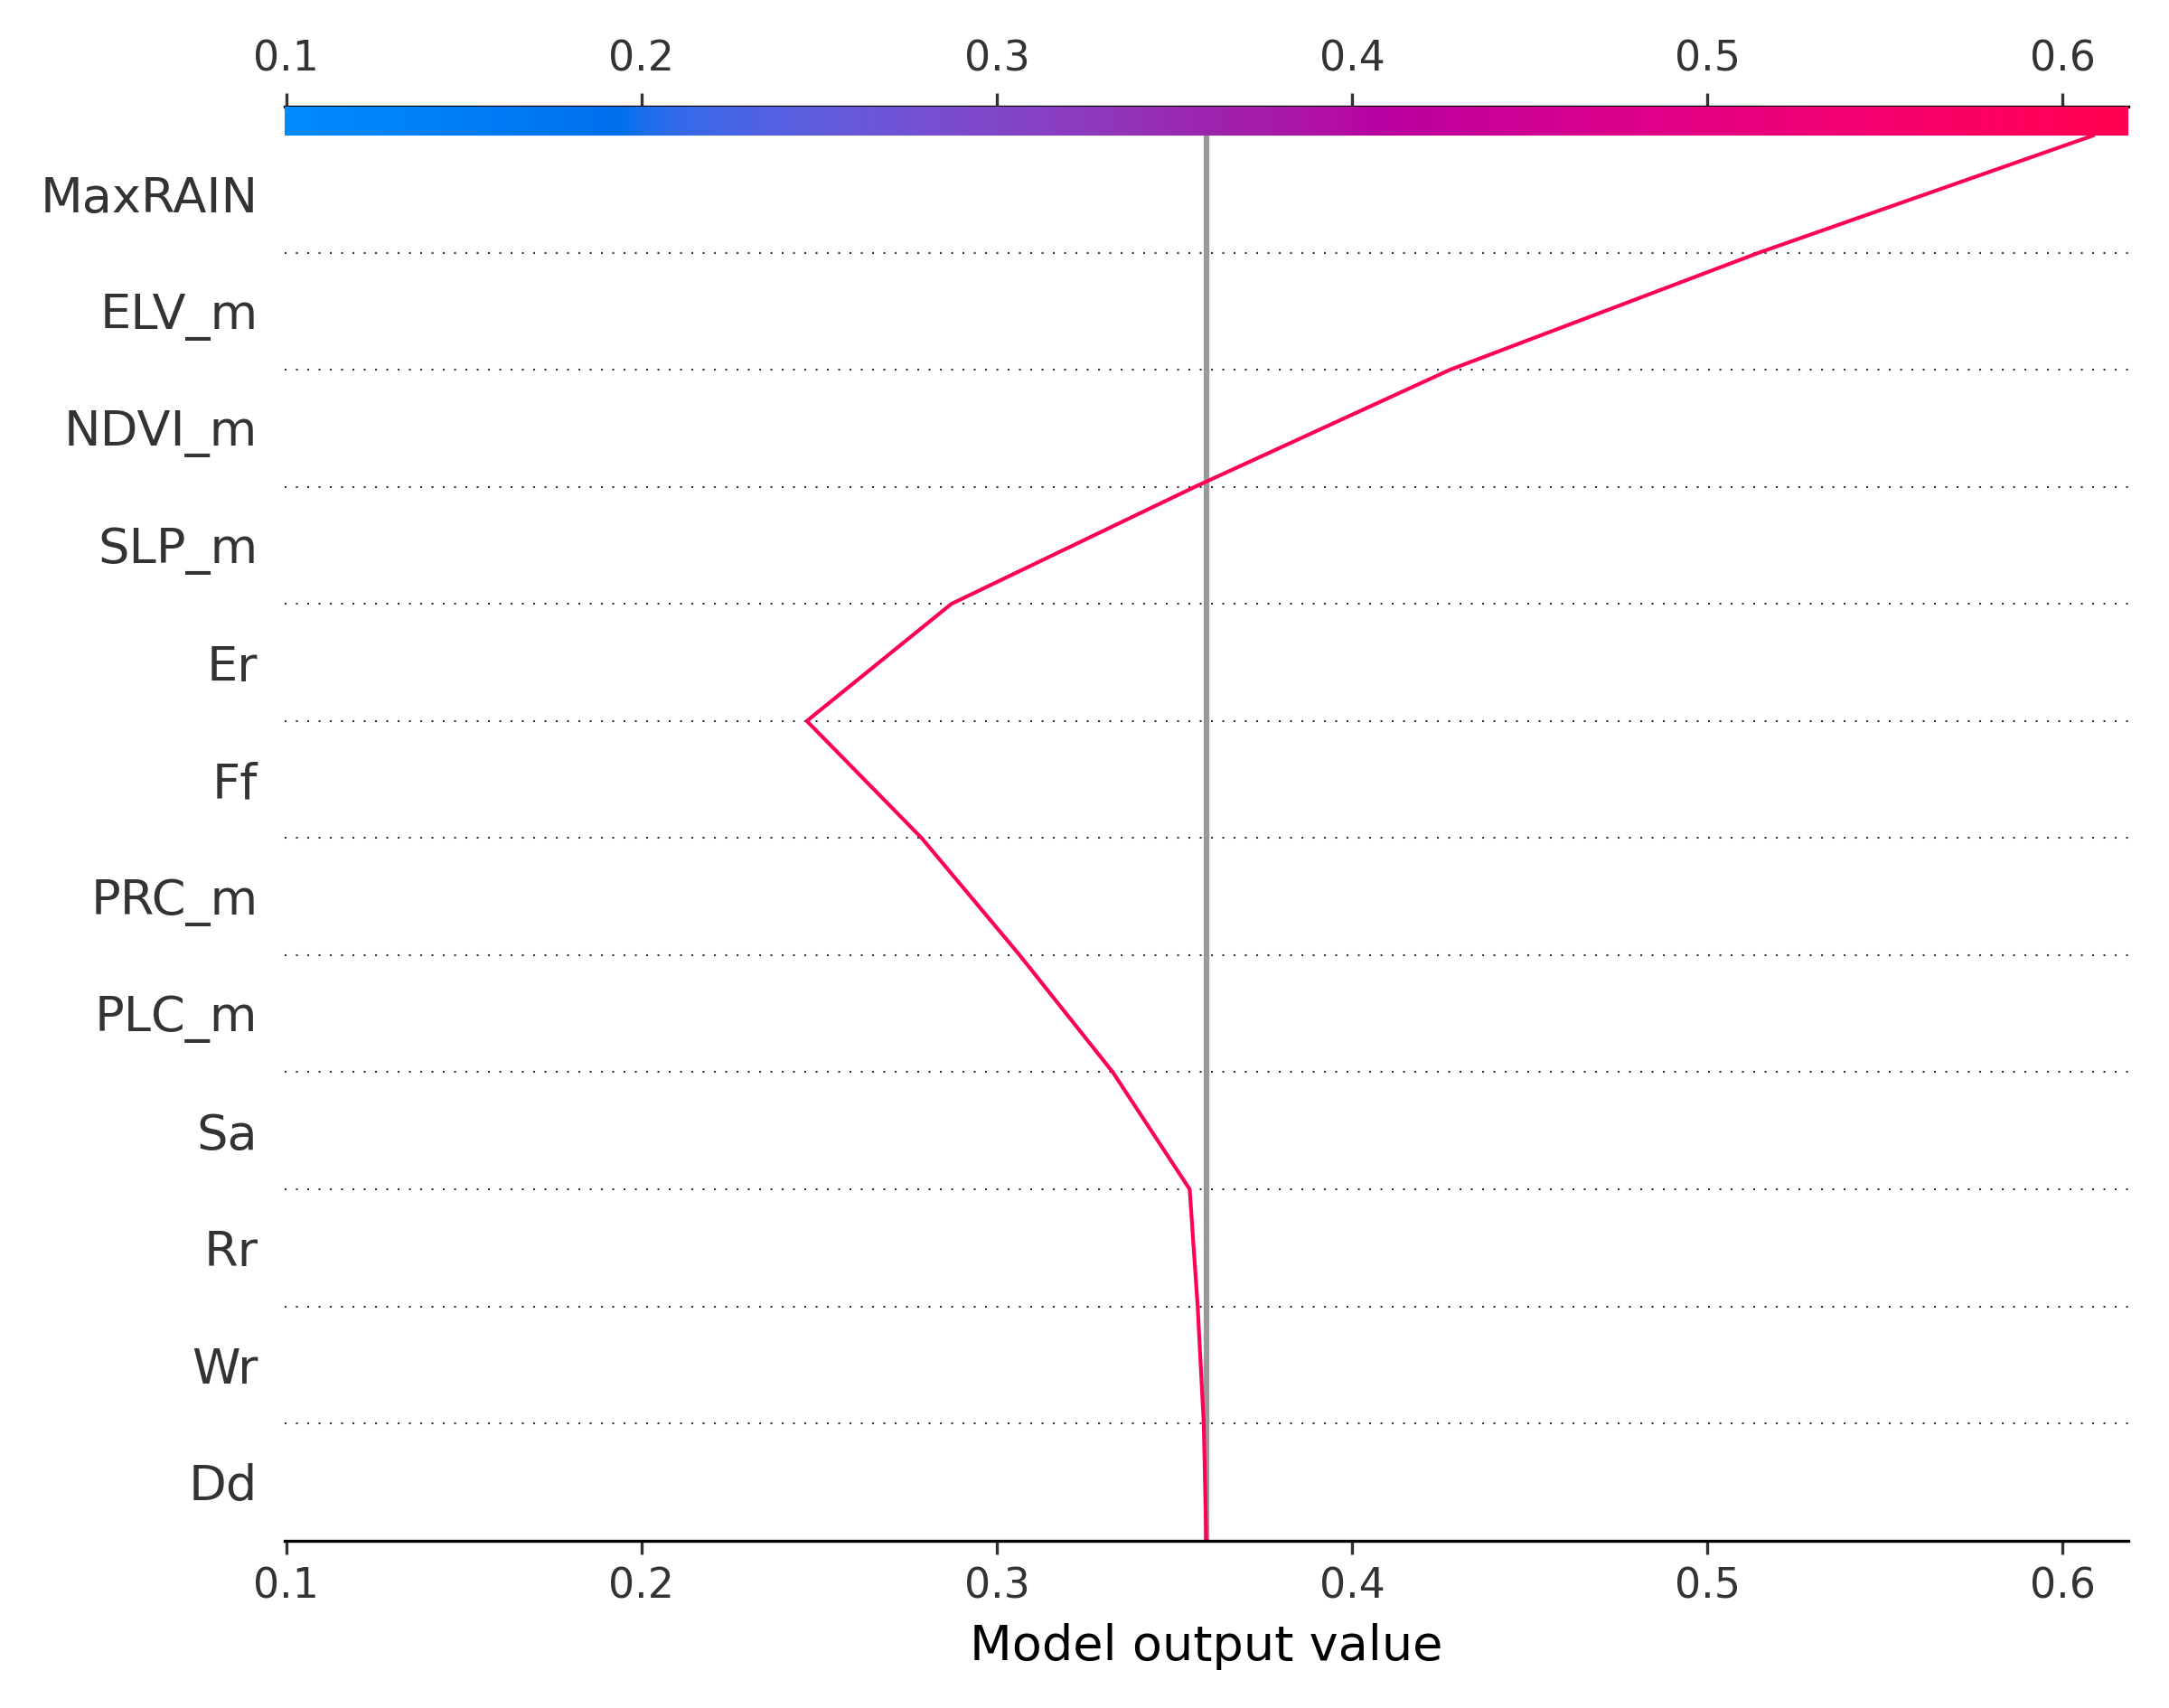 0.1 0.2 0.3 0.4 0.5 0.6
MaxRAIN
ELV_m
NDVI_m
SLP_m
Er
Ff
PRC_m
PLC_m
Sa
Rr
Wr
Dd
0.1 0.2 0.3 0.4 0.5 0.6
Model output value